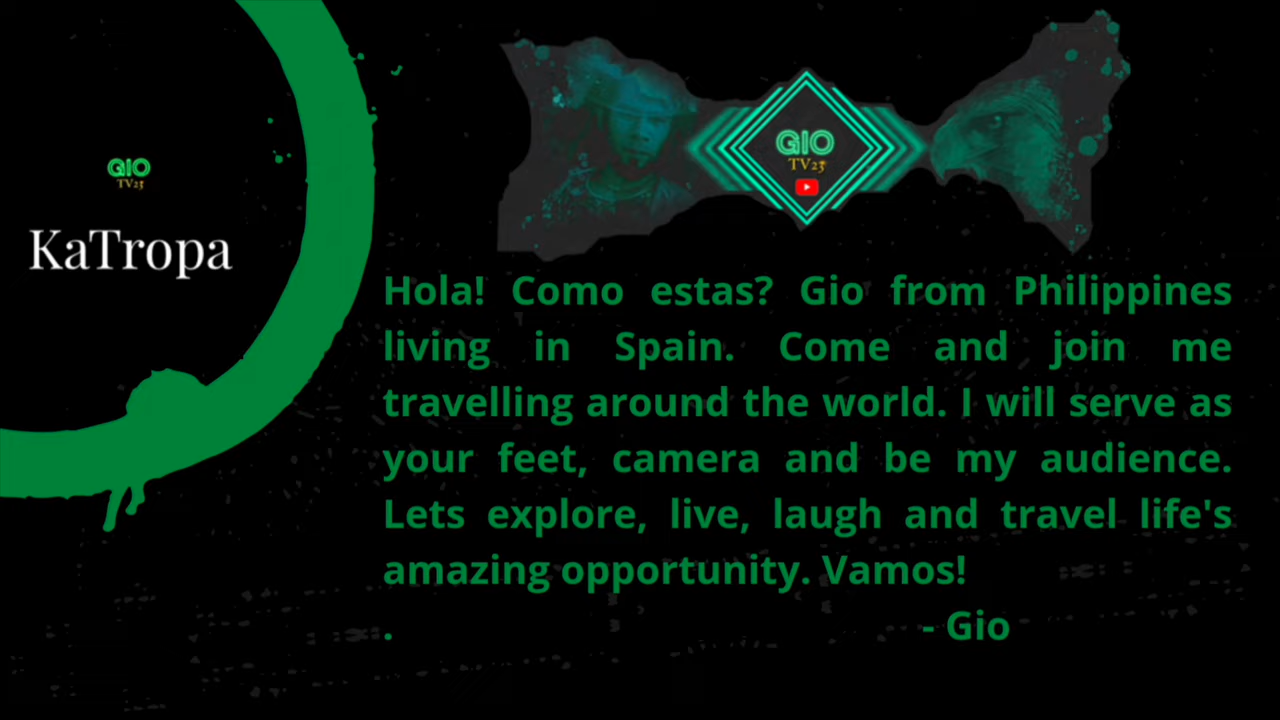 GIO
TV23
KaTropa
GIO
TV23
Hola! Como estas? Gio from Philippines
living in Spain. Come and join me
travelling around the world. I will serve as
your feet, camera and be my audience.
Lets explore, live, laugh and travel life's
amazing opportunity. Vamos!
. - Gio